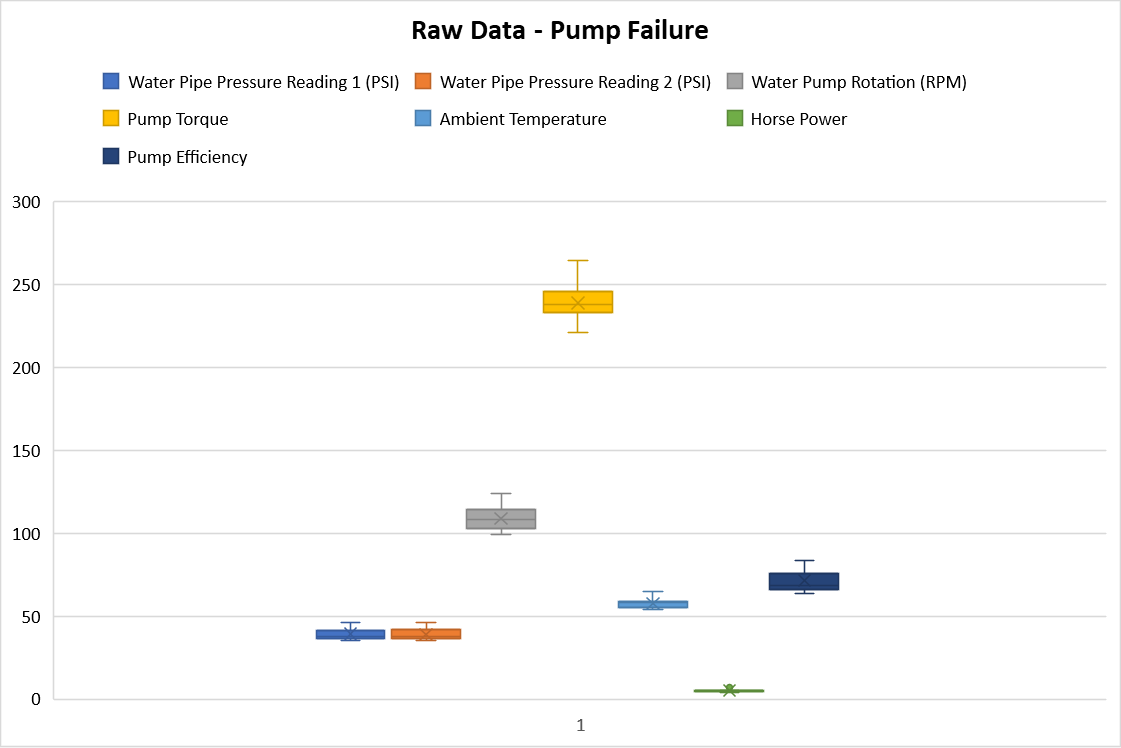 Raw Data - Pump Failure
Water Pipe Pressure Reading 1 (PSI) Water Pipe Pressure Reading 2 (PSI) Water Pump Rotation (RPM)
Pump Torque Ambient Temperature Horse Power
Pump Efficiency
300
250
200
150
100
50
0
1